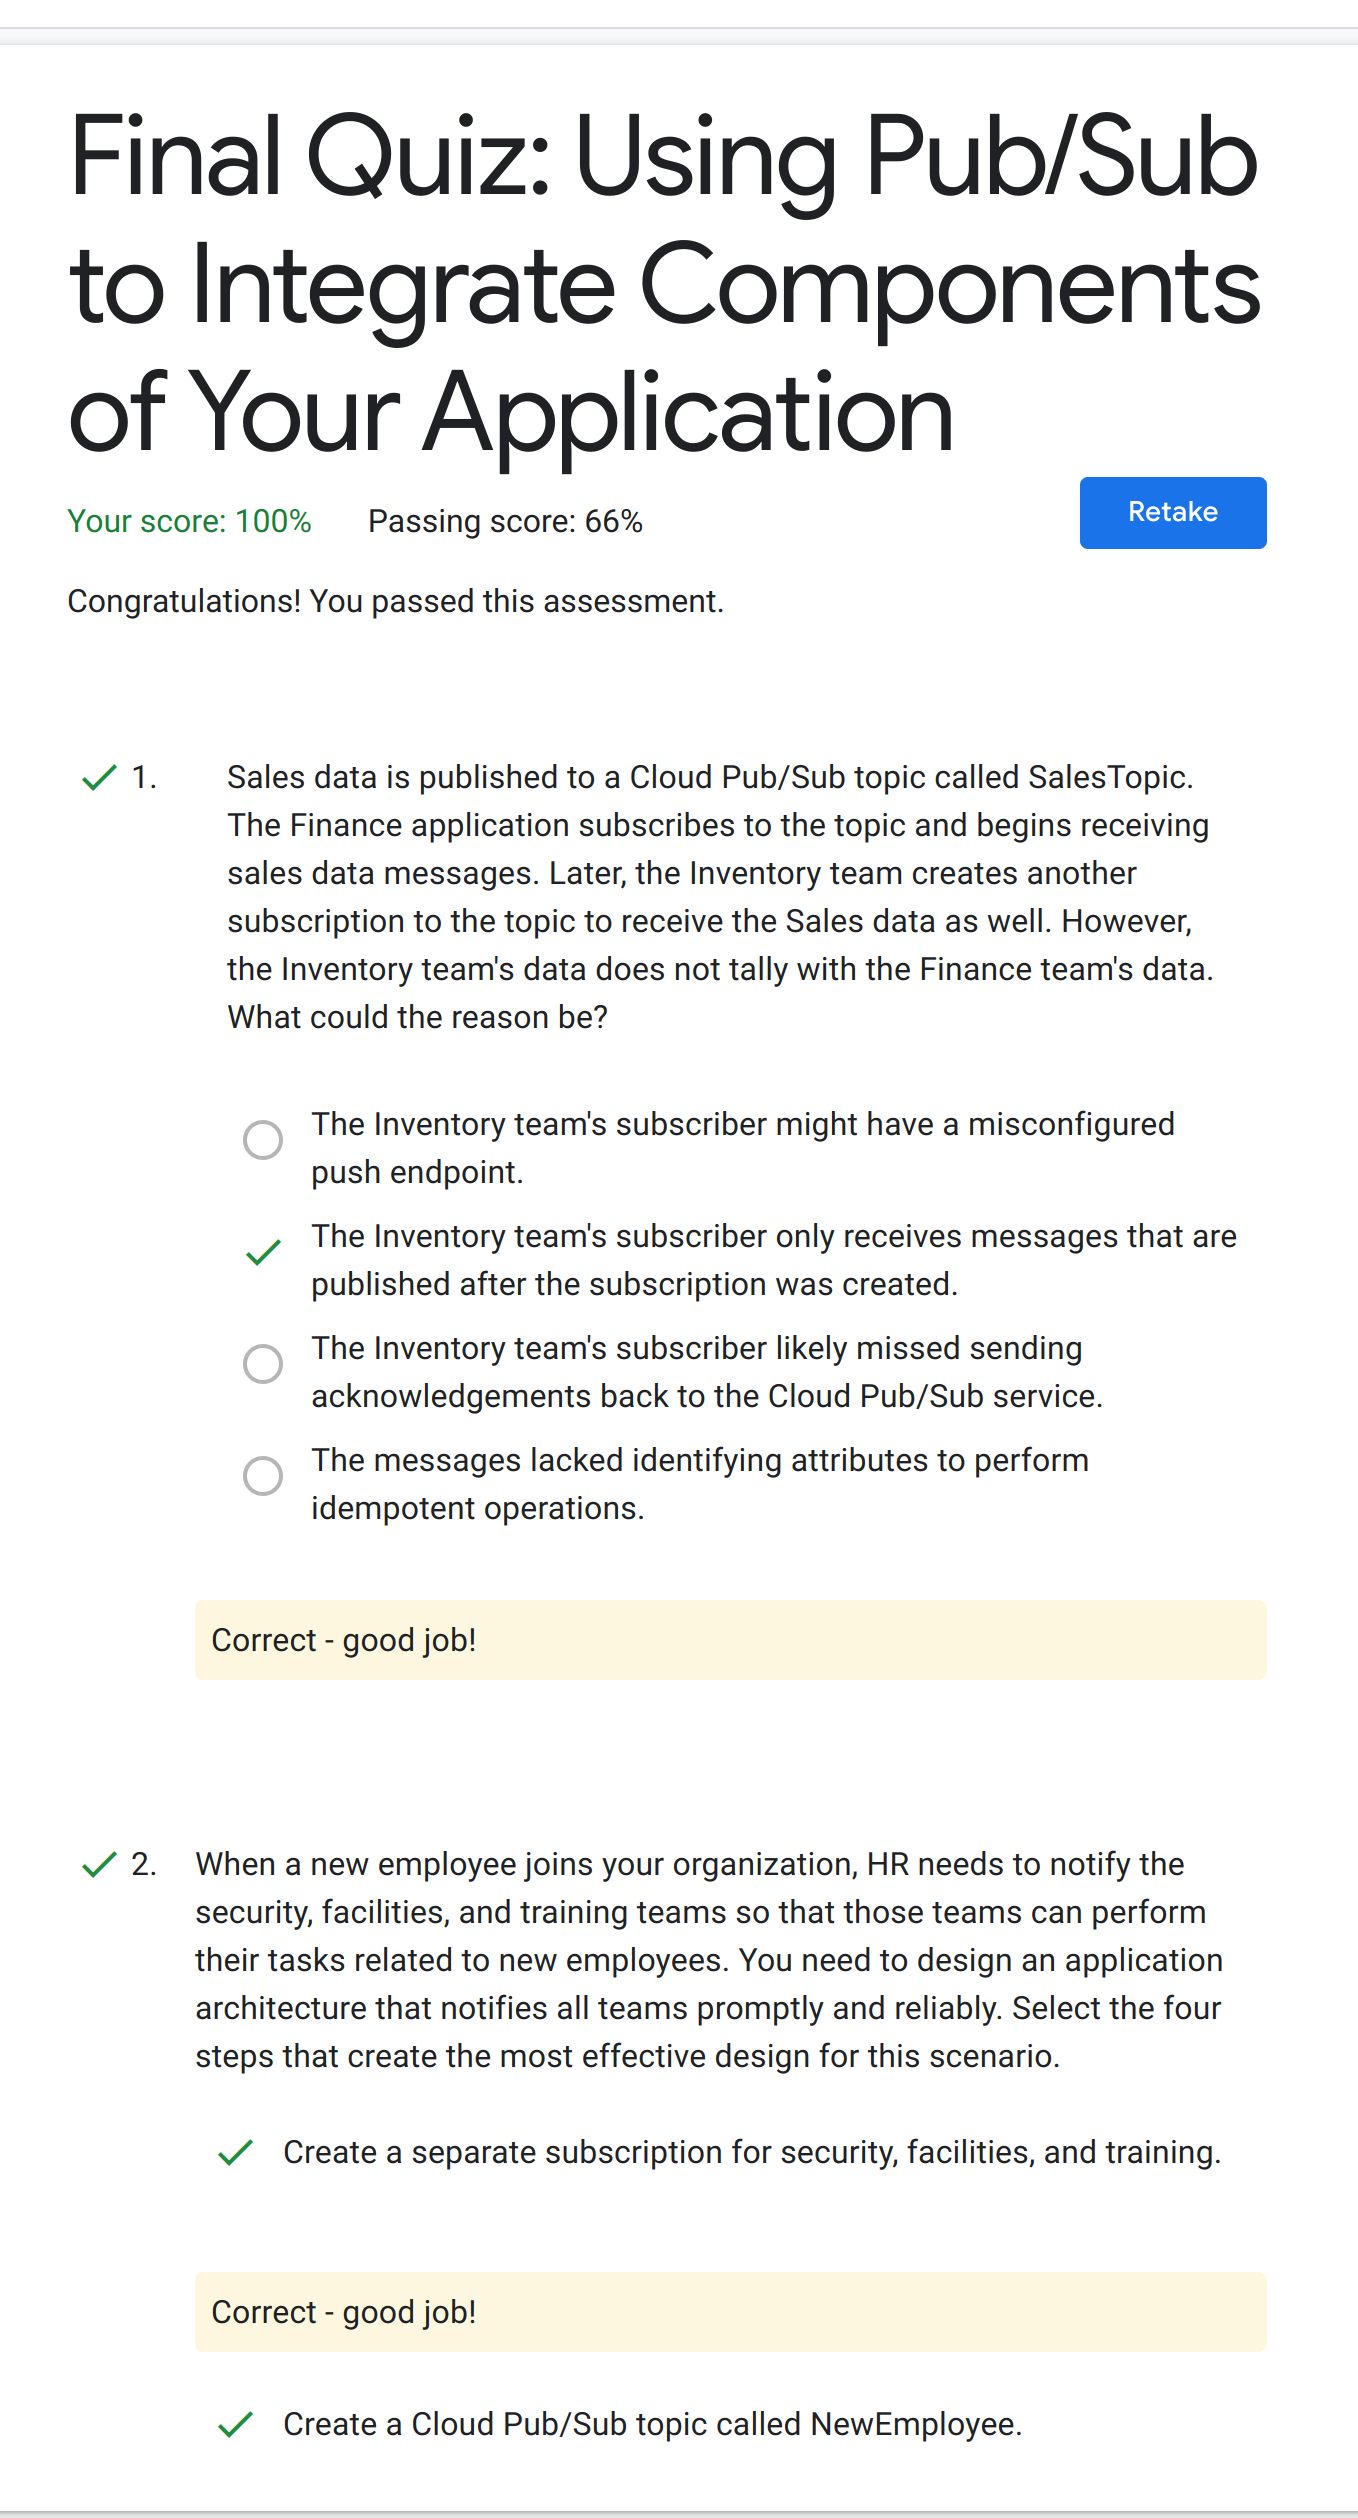 Final Quiz: Using Pub/Sub
to Integrate Components
of Your Application
Your score: 100% Passing score: 66%
Retake
Congratulations! You passed this assessment.
1. Sales data is published to a Cloud Pub/Sub topic called SalesTopic.
The Finance application subscribes to the topic and begins receiving
sales data messages. Later, the Inventory team creates another
subscription to the topic to receive the Sales data as well. However,
the Inventory team's data does not tally with the Finance team's data.
What could the reason be?
The Inventory team's subscriber might have a misconfigured
push endpoint.
The Inventory team's subscriber only receives messages that are
published after the subscription was created.
The Inventory team's subscriber likely missed sending
acknowledgements back to the Cloud Pub/Sub service.
The messages lacked identifying attributes to perform
idempotent operations.
Correct - good job!
2. When a new employee joins your organization, HR needs to notify the
security, facilities, and training teams so that those teams can perform
their tasks related to new employees. You need to design an application
architecture that notifies all teams promptly and reliably. Select the four
steps that create the most effective design for this scenario.
Create a separate subscription for security, facilities, and training.
Correct - good job!
Create a Cloud Pub/Sub topic called NewEmployee.